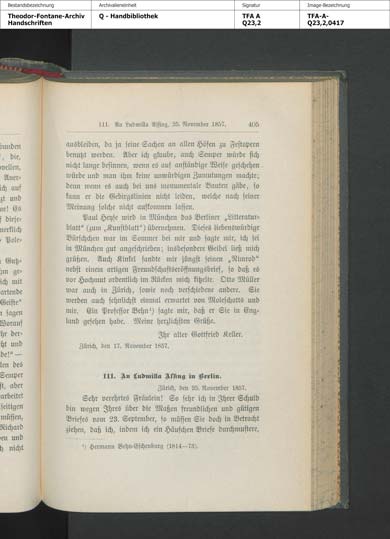 Bestandsbezeichnung
Archivalieneinheit
Signatur
Image-Bezeichnung
Theodor-Fontane-Archiv
Handschriften
Q - Handbibliothek
TFA A
Q23,2
TFA-A-
Q23,2,0417
111. An Ludmilla Assing, 25. November 1857. 405
ausbleiben, da ja seine Sachen an allen Höfen zu Festopern
benutzt werden. Aber ich glaube, auch Semper würde sich
nicht lange besinnen, wenn es auf anständige Weise geschehen
würde und man ihm keine unwürdigen Zumutungen machte;
denn wenn es auch bei uns monumentale Bauten gäbe, so
kann er die Gebirgslinien nicht leiden, welche nach seiner
Meinung solche nicht aufkommen lassen.
Paul Heyse wird in München das Berliner „Litteratur-
blatt“ (zum „Kunstblatt“) übernehmen. Dieses liebenswürdige
Bürschchen war im Sommer bei mir und sagte mir, ich sei
in München gut angeschrieben; insbesondere Geibel ließ mich
grüßen. Auch Kinkel sandte mir jüngst seinen „Nimrod“
nebst einem artigen Freundschaftseröffnungsbrief, so daß es
vor Hochmut ordentlich im Rücken mich kitzelte. Otto Müller
war auch in Zürich, sowie noch verschiedene andere. Sie
werden auch sehnlichst einmal erwartet von Moleschotts und
mir. Ein Professor Behn¹) sagte mir, daß er Sie in Eng-
land gesehen habe. Meine herzlichsten Grüße.
Ihr alter Gottfried Keller.
Zürich, den 17. November 1857.
111. An Ludmilla Assing in Berlin.
Zürich, den 25. November 1857.
Sehr verehrtes Fräulein! So sehr ich in Ihrer Schuld
bin wegen Ihres über die Maßen freundlichen und gütigen
Briefes vom 23. September, so müssen Sie doch in Betracht
ziehen, daß ich, indem ich ein Häufchen Briefe durchmustere,
¹) Hermann Behn-Eschenburg (1814—73).